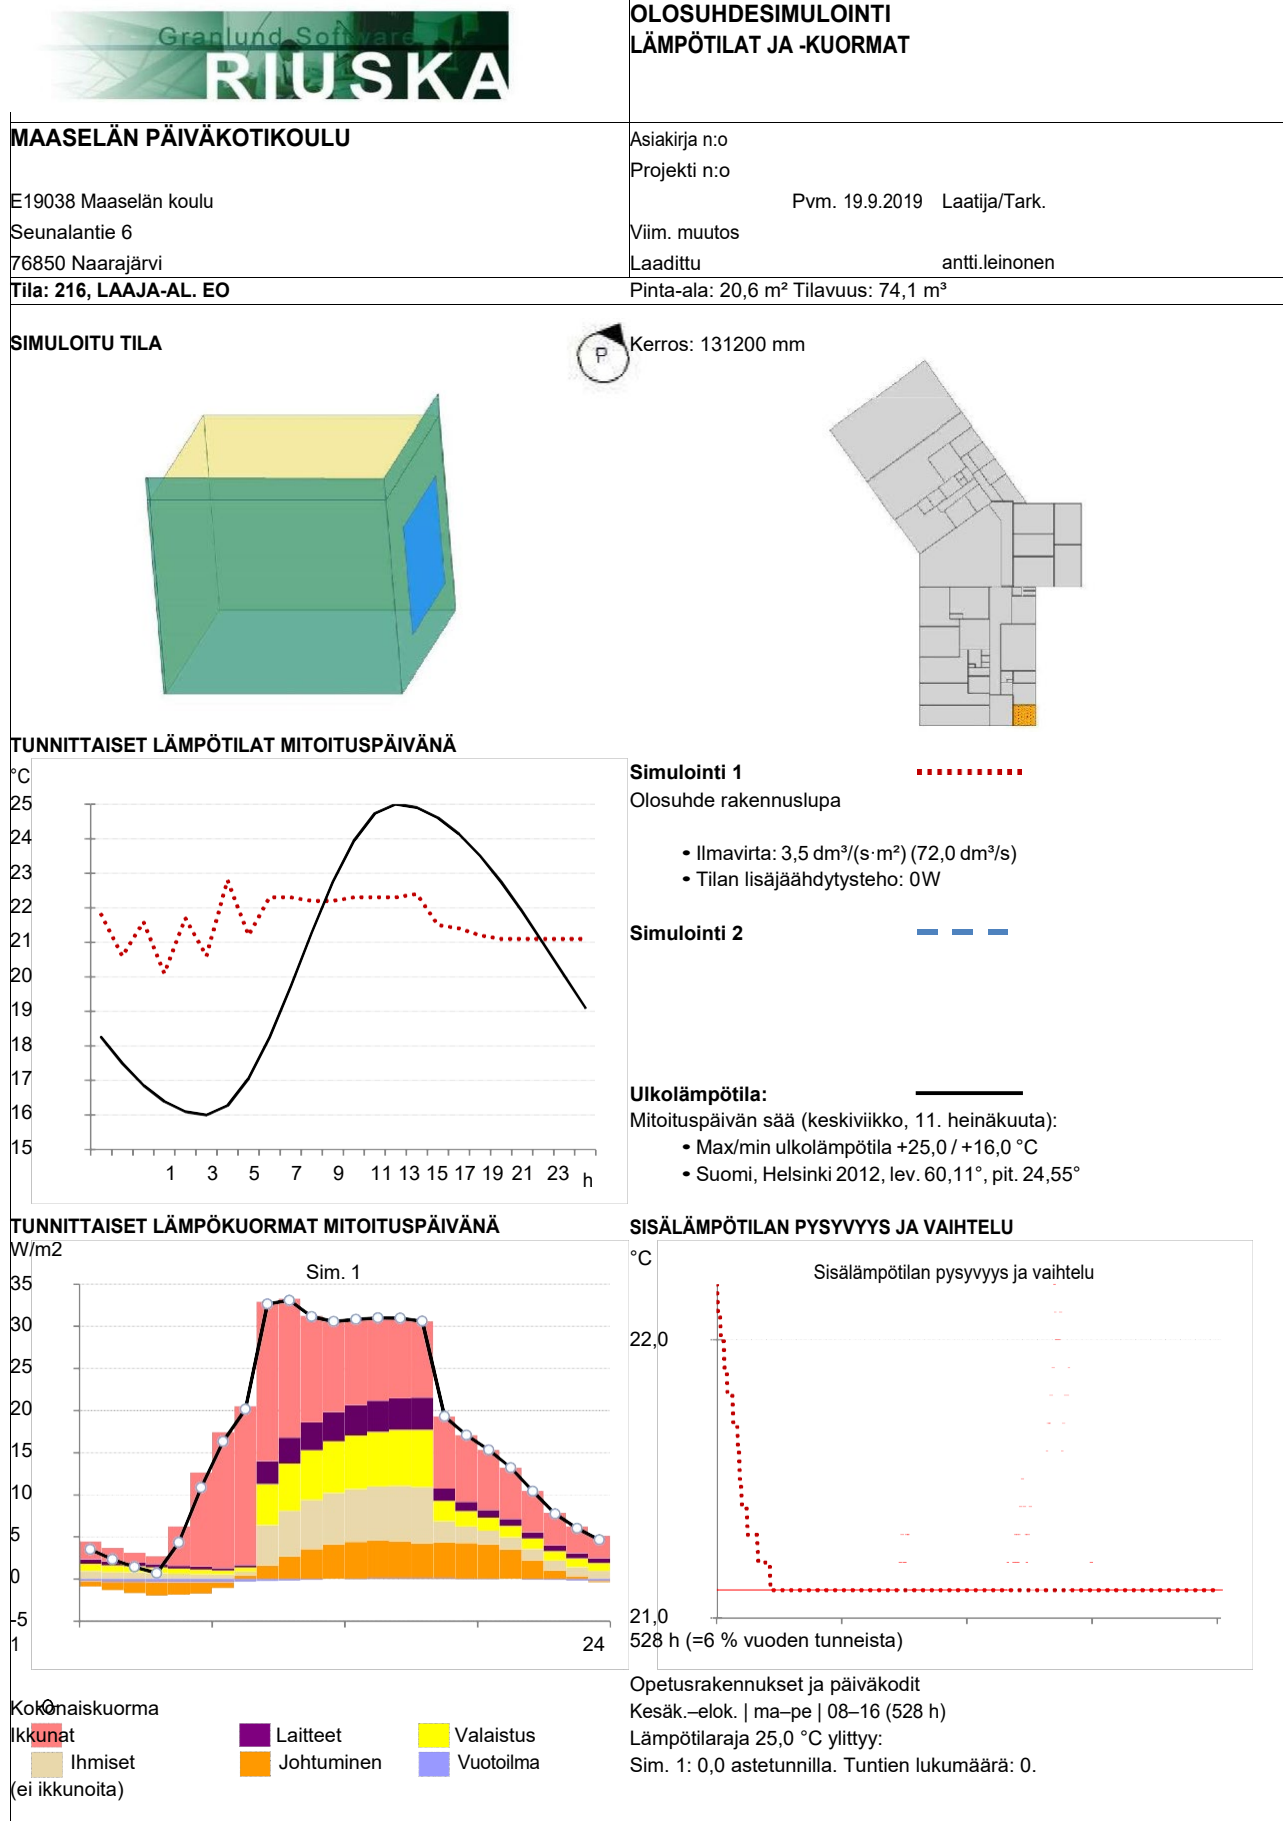 Granlund Software
RIUSKA
OLOSUHDESIMULOINTI
LÄMPÖTILAT JA -KUORMAT
MAASELÄN PÄIVÄKOTIKOULU
Asiakirja n:o
Projekti n:o
E19038 Maaselän koulu
Pvm. 19.9.2019 Laatija/Tark.
Seunalantie 6
Viim. muutos
76850 Naarajärvi
Laadittu antti.leinonen
Tila: 216, LAAJA-AL. EO
Pinta-ala: 20,6 m² Tilavuus: 74,1 m³
SIMULOITU TILA
P
Kerros: 131200 mm
TUNNITTAISET LÄMPÖTILAT MITOITUSPÄIVÄNÄ
°C
25
24
23
22
21
20
19
18
17
16
15
1 3 5 7 9 11 13 15 17 19 21 23 h
Simulointi 1
Olosuhde rakennuslupa
• Ilmavirta: 3,5 dm³/(s·m²) (72,0 dm³/s)
• Tilan lisäjäähdytysteho: 0W
Simulointi 2
Ulkolämpötila:
Mitoituspäivän sää (keskiviikko, 11. heinäkuuta):
• Max/min ulkolämpötila +25,0 / +16,0 °C
• Suomi, Helsinki 2012, lev. 60,11°, pit. 24,55°
TUNNITTAISET LÄMPÖKUORMAT MITOITUSPÄIVÄNÄ
W/m2
Sim. 1
35
30
25
20
15
10
5
0
-5
1 24
Kokonaiskuorma
Ikkunat
Laitteet
Valaistus
Ihmiset
Johtuminen
Vuotoilma
(ei ikkunoita)
SISÄLÄMPÖTILAN PYSYVYYS JA VAIHTELU
°C
Sisälämpötilan pysyvyys ja vaihtelu
22,0
21,0
528 h (=6 % vuoden tunneista)
Opetusrakennukset ja päiväkodit
Kesäk.–elok. | ma–pe | 08–16 (528 h)
Lämpötilaraja 25,0 °C ylittyy:
Sim. 1: 0,0 astetunnilla. Tuntien lukumäärä: 0.